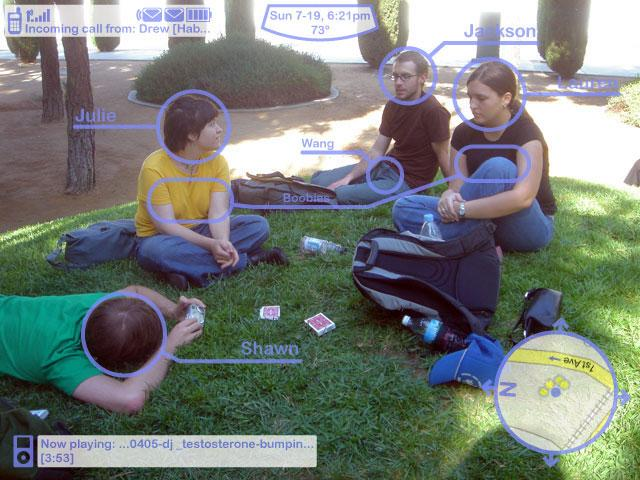 Sun 7-19, 6:21pm
73°
Incoming call from: Drew [Hab...
Jackson
Lauren
Julie
Wang
Boobies
Shawn
1st Ave
N
Now playing: ...0405-dj _testosterone-bumpin...
[3:53]